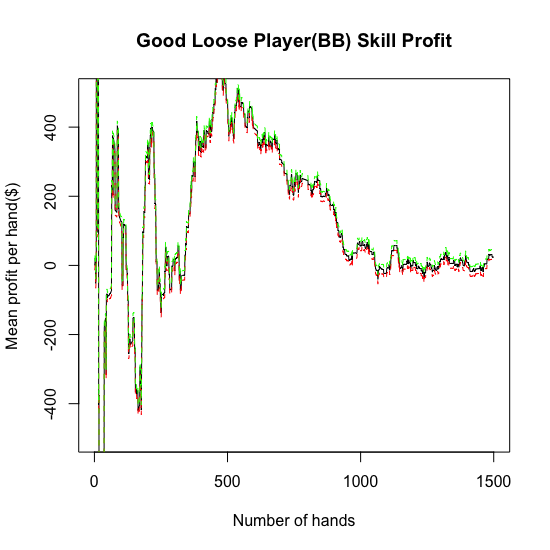 Good Loose Player(BB) Skill Profit
Mean profit per hand($)
400
200
0
-200
-400
0 500 1000 1500
Number of hands